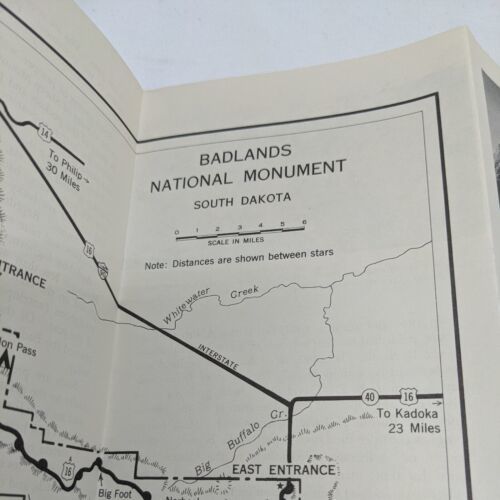 BADLANDS
NATIONAL MONUMENT
SOUTH DAKOTA
0 1 2 3 4 5 6
SCALE IN MILES
Note: Distances are shown between stars
14
To Philip
30 Miles
16
Whitewater Creek
INTERSTATE
40 16
To Kadoka
23 Miles
Big Buffalo Cr.
EAST ENTRANCE
Pass
16
Big Foot